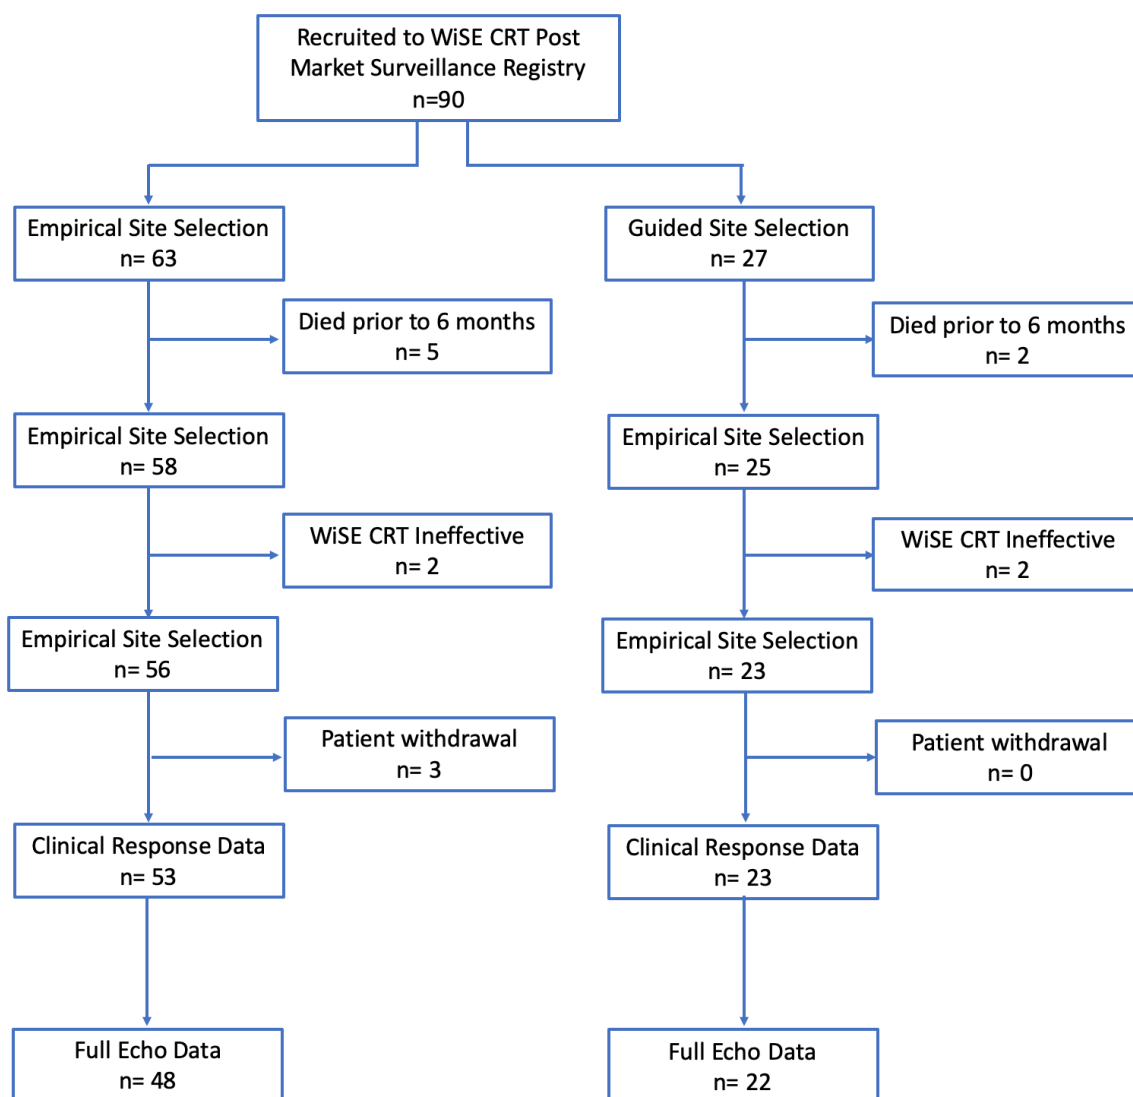 Recruited to WiSE CRT Post
Market Surveillance Registry
n=90
Empirical Site Selection
n= 63
Guided Site Selection
n= 27
Died prior to 6 months
n= 5
Died prior to 6 months
n= 2
Empirical Site Selection
n= 58
Empirical Site Selection
n= 25
WiSE CRT Ineffective
n= 2
WiSE CRT Ineffective
n= 2
Empirical Site Selection
n= 56
Empirical Site Selection
n= 23
Patient withdrawal
n= 3
Patient withdrawal
n= 0
Clinical Response Data
n= 53
Clinical Response Data
n= 23
Full Echo Data
n= 48
Full Echo Data
n= 22